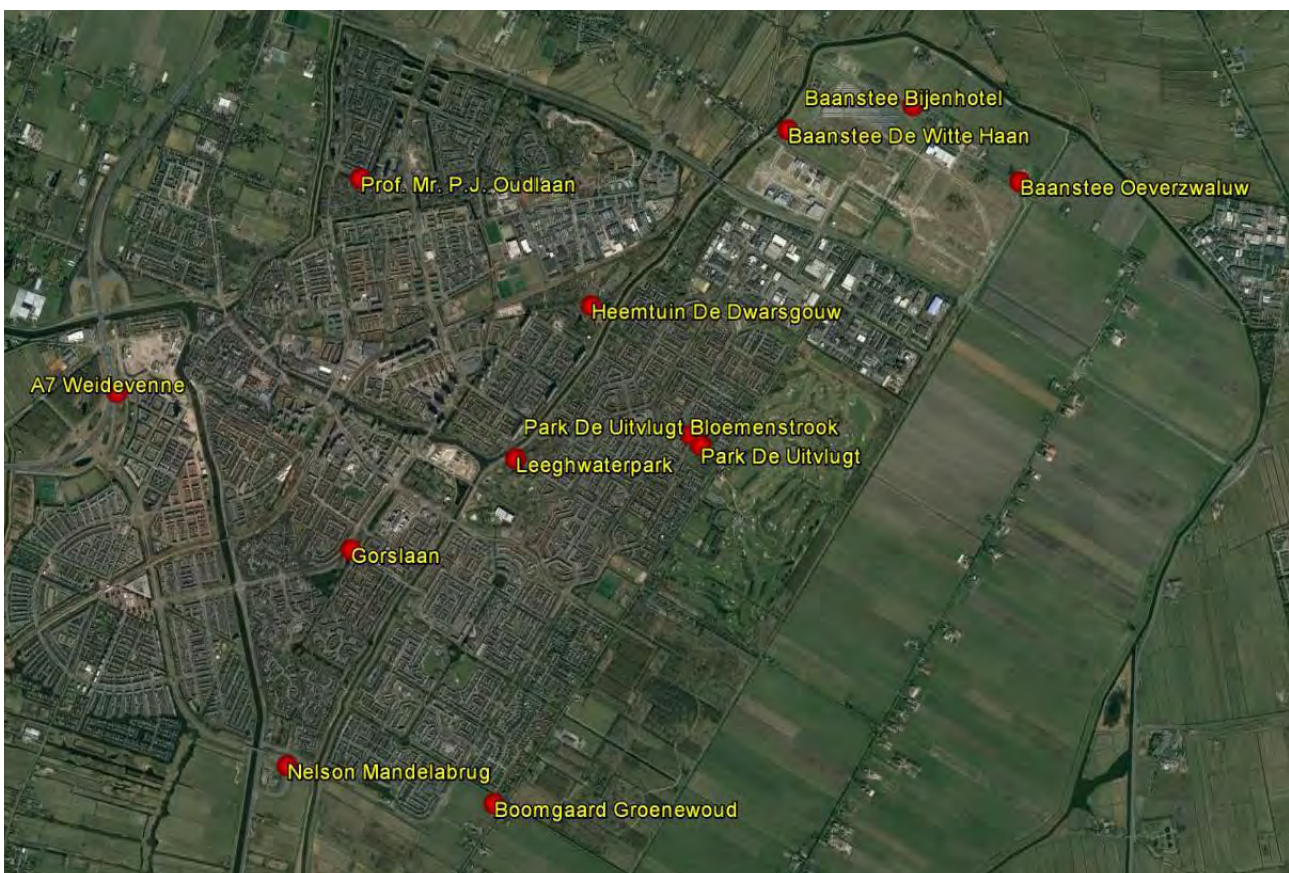 Baanstee Bijenhotel
Baanstee De Witte Haan
Prof. Mr. P.J. Oudlaan
Baanstee Oeverzwaluw
Heemtuin De Dwarsgouw
A7 Weidevenne
Park De Uitvlugt Bloemenstrook
Park De Uitvlugt
Leeghwaterpark
Gorslaan
Nelson Mandelabrug
Boomgaard Groenewoud